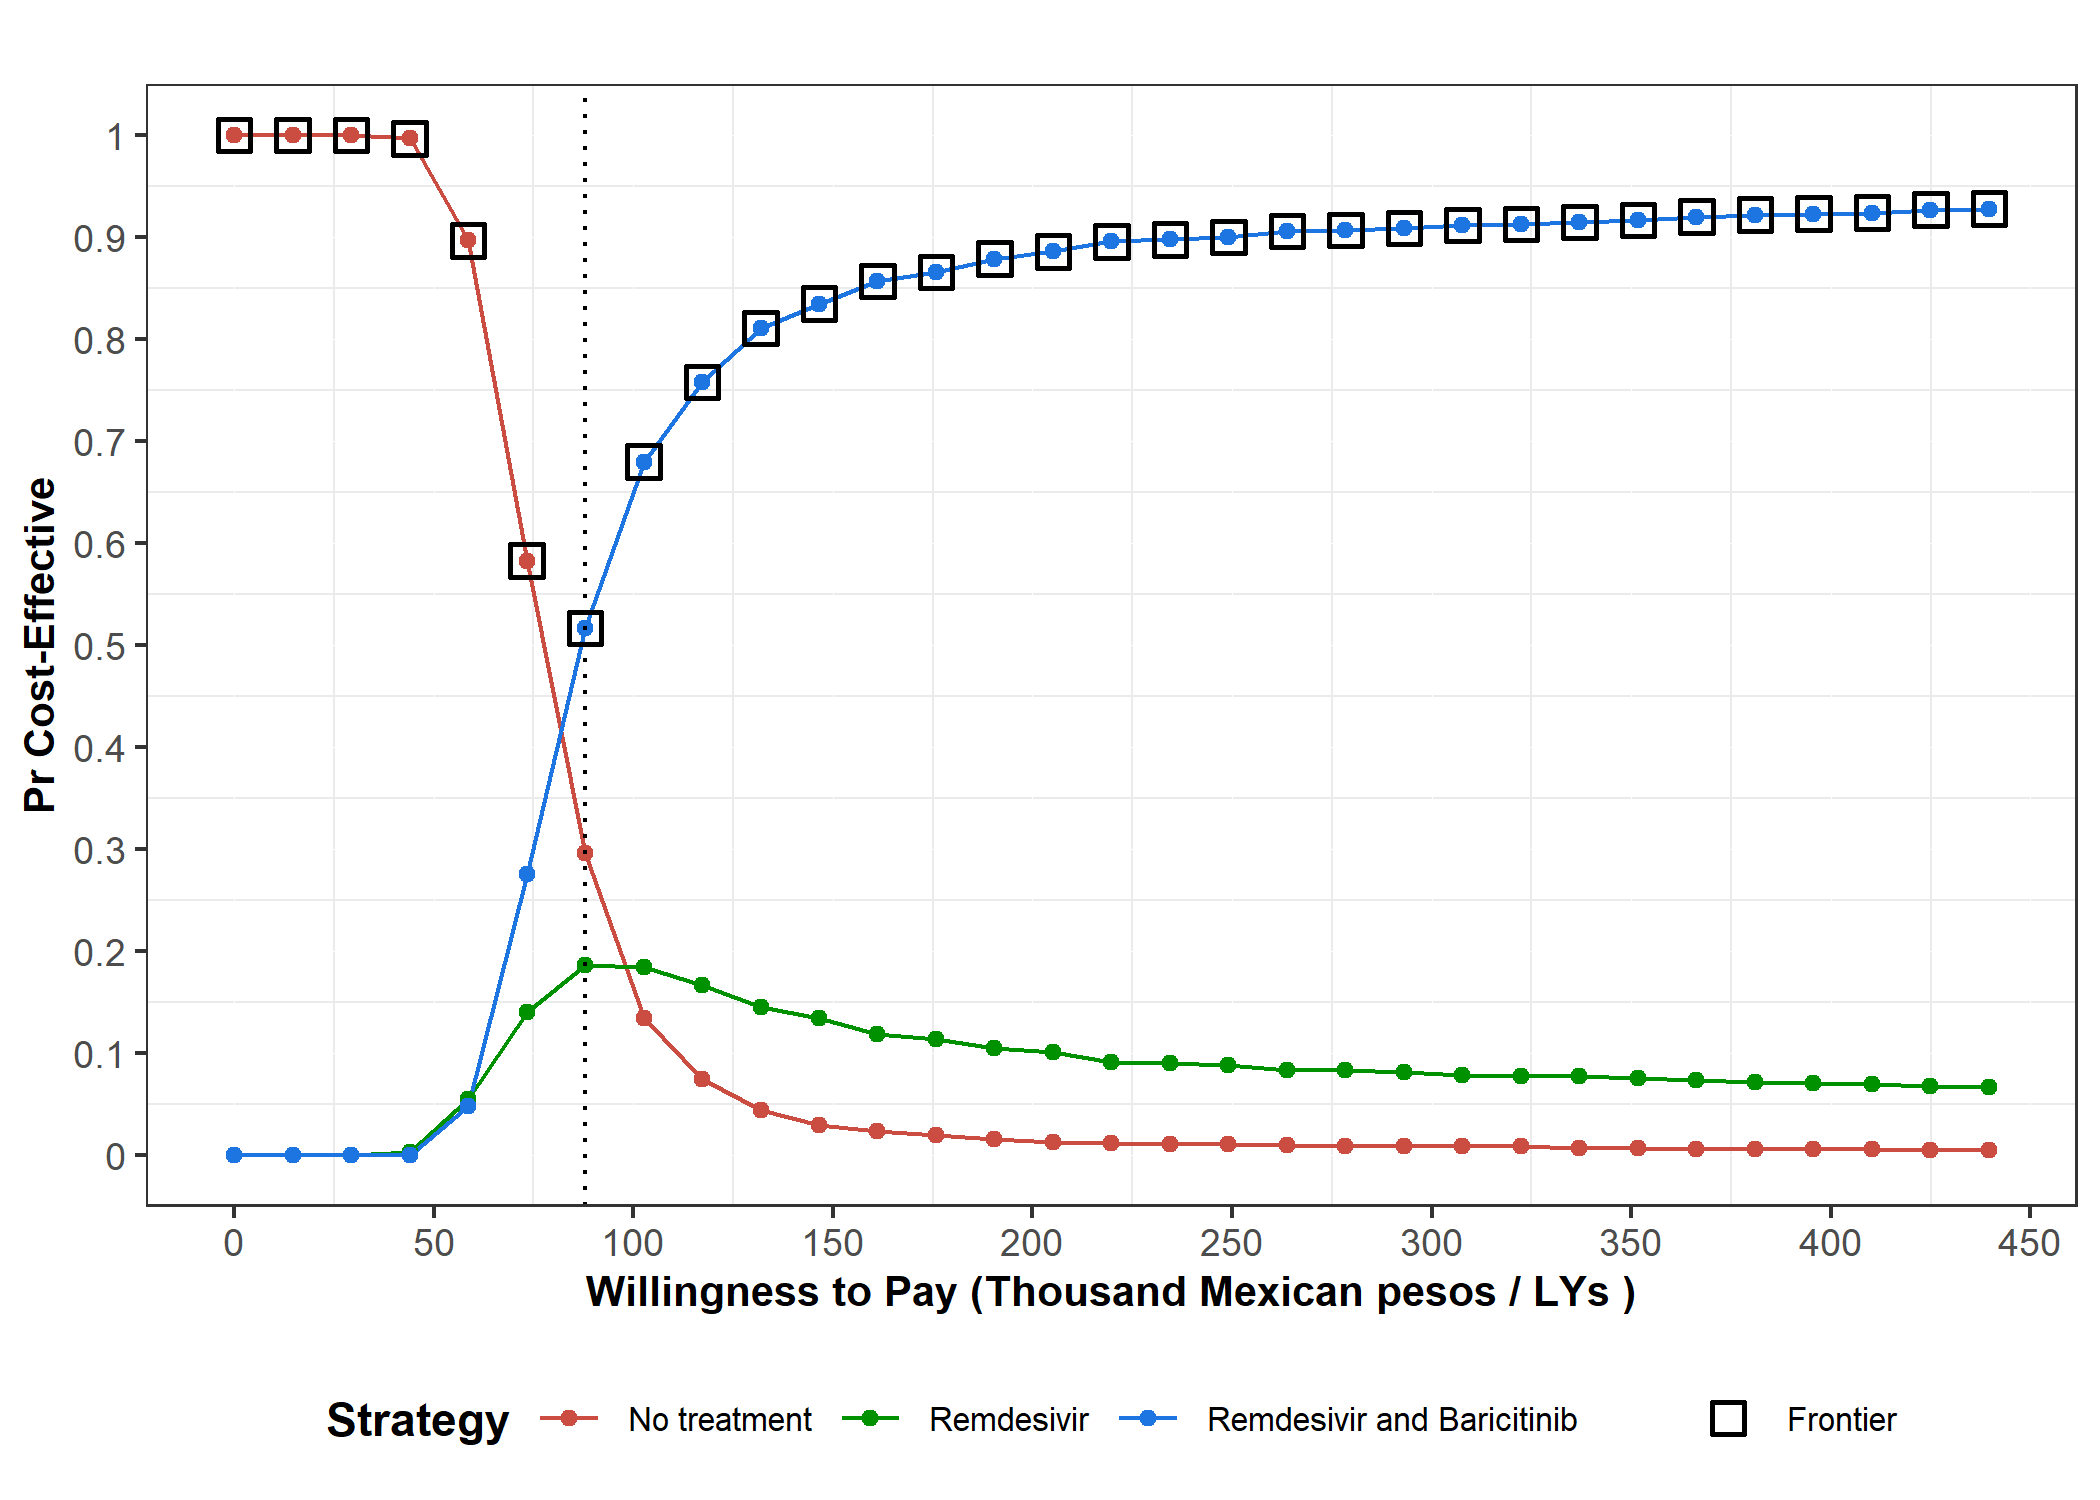 1
0.9
0.8
0.7
0.6
0.5
0.4
0.3
0.2
0.1
0
Pr Cost-Effective
0 50 100 150 200 250 300 350 400 450
Willingness to Pay (Thousand Mexican pesos / LYs )
Strategy No treatment Remdesivir Remdesivir and Baricitinib Frontier